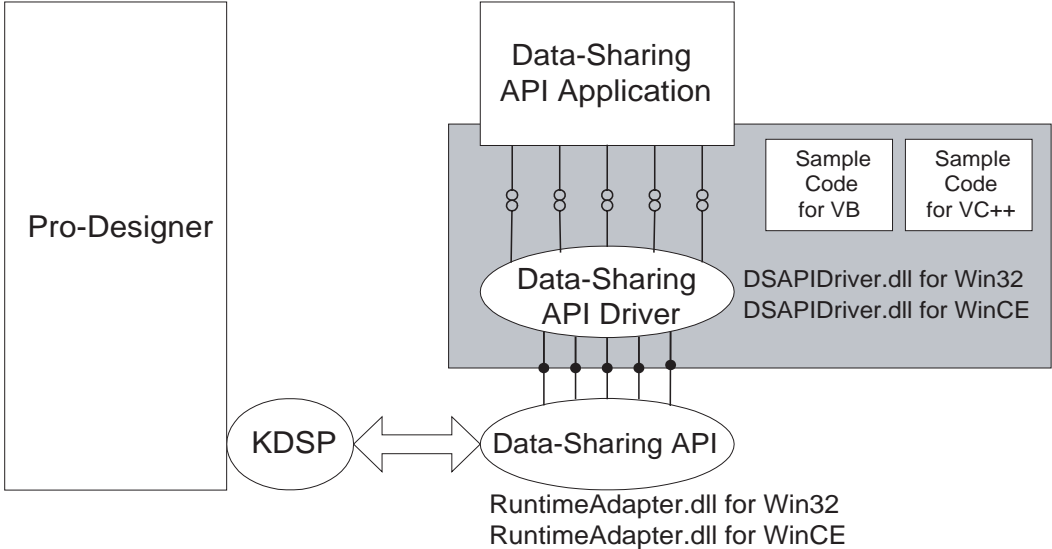 Data-Sharing
API Application
Sample
Code
for VB
Sample
Code
for VC++
Pro-Designer
Data-Sharing
API Driver
DSAPIDriver.dll for Win32
DSAPIDriver.dll for WinCE
KDSP
Data-Sharing API
RuntimeAdapter.dll for Win32
RuntimeAdapter.dll for WinCE